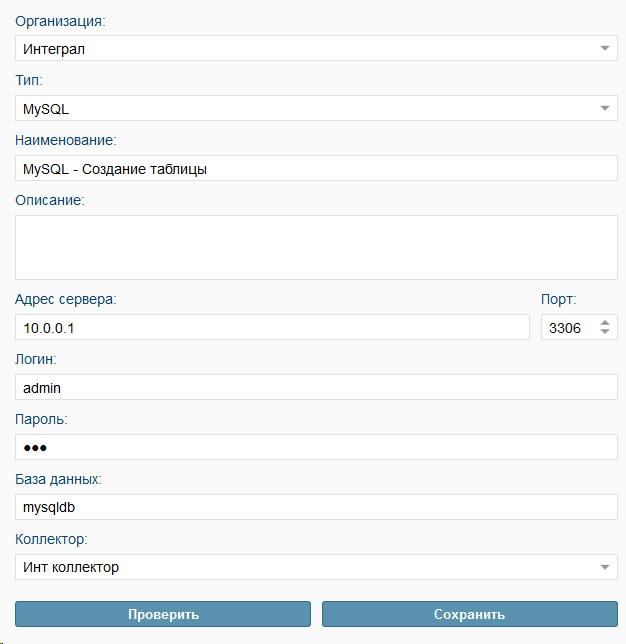 Организация:
Интеграл
Тип:
MySQL
Наименование:
MySQL - Создание таблицы
Описание:
Адрес сервера: Порт:
10.0.0.1 3306
Логин:
admin
Пароль:
●●●
База данных:
mysqldb
Коллектор:
Инт коллектор
Проверить Сохранить